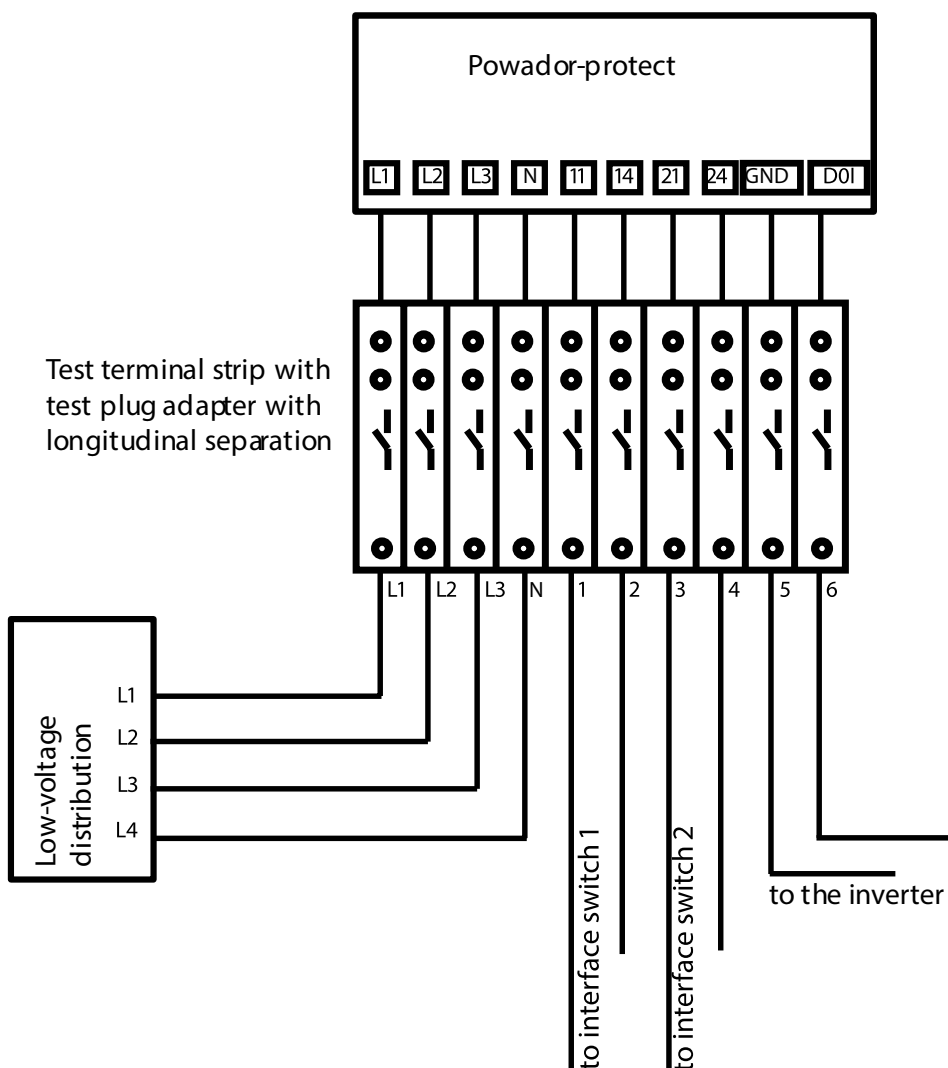 Powador-protect
L1 L2 L3 N 11 14 21 24 GND D0I
Test terminal strip with
test plug adapter with
longitudinal separation
L1 L2 L3 N 1 2 3 4 5 6
Low-voltage
distribution
L1
L2
L3
L4
to interface switch 1
to interface switch 2
to the inverter